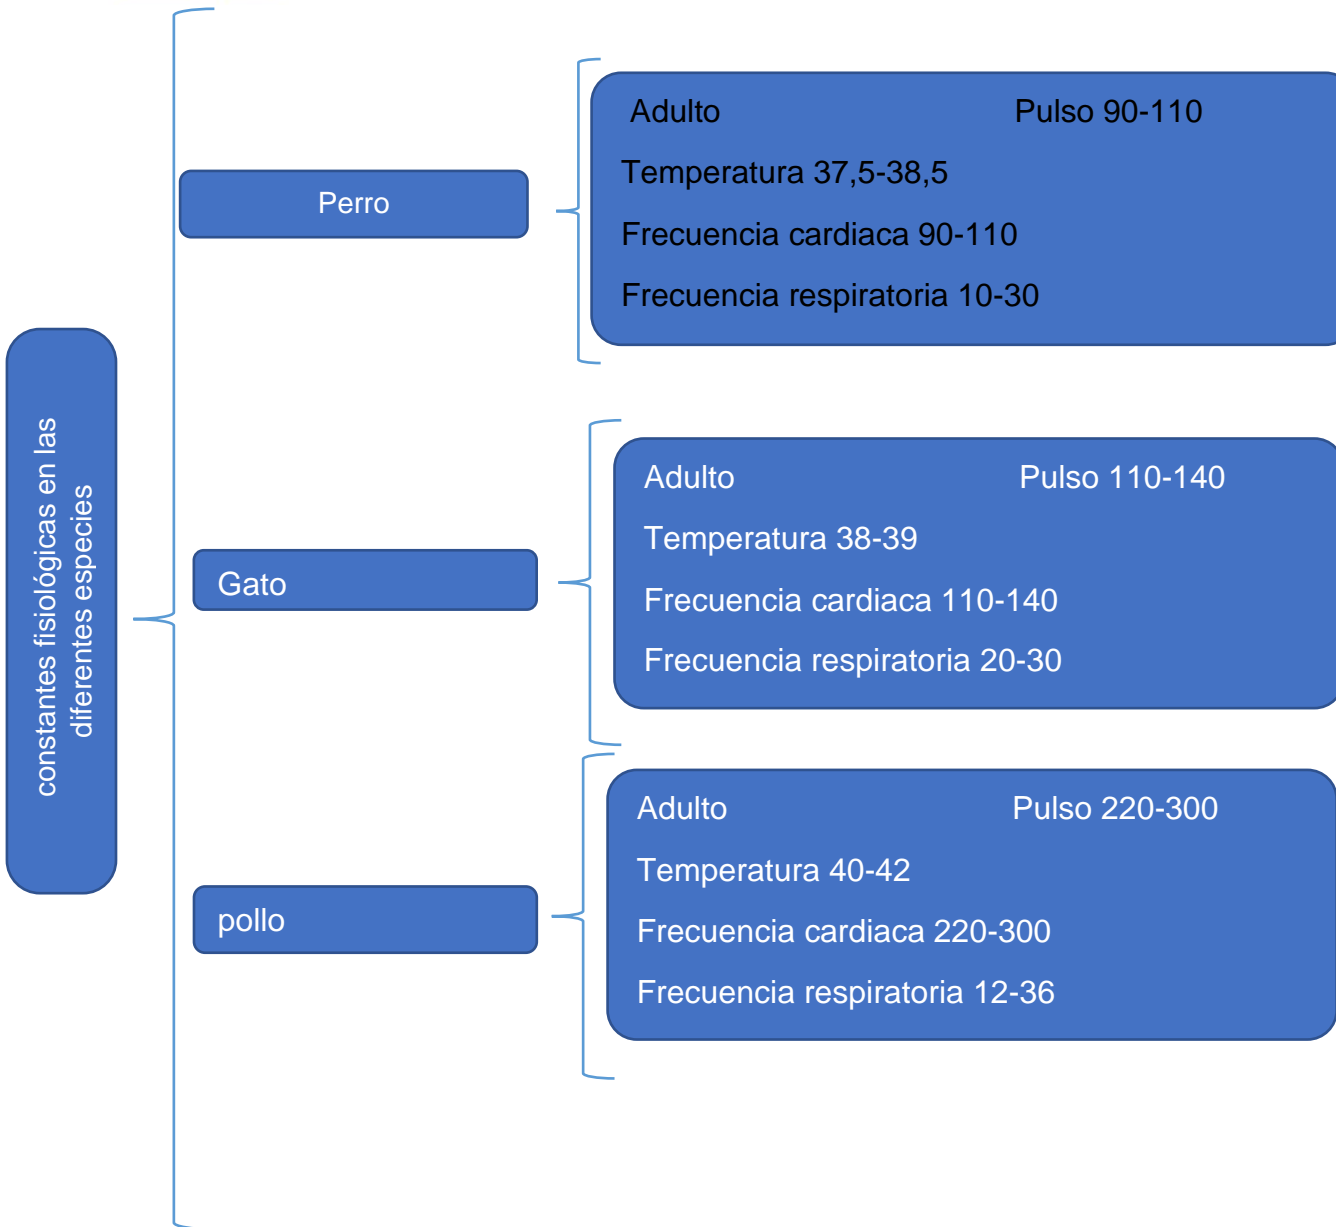 constantes fisiológicas en las
diferentes especies
Perro
Adulto Pulso 90-110
Temperatura 37,5-38,5
Frecuencia cardiaca 90-110
Frecuencia respiratoria 10-30
Gato
Adulto Pulso 110-140
Temperatura 38-39
Frecuencia cardiaca 110-140
Frecuencia respiratoria 20-30
pollo
Adulto Pulso 220-300
Temperatura 40-42
Frecuencia cardiaca 220-300
Frecuencia respiratoria 12-36